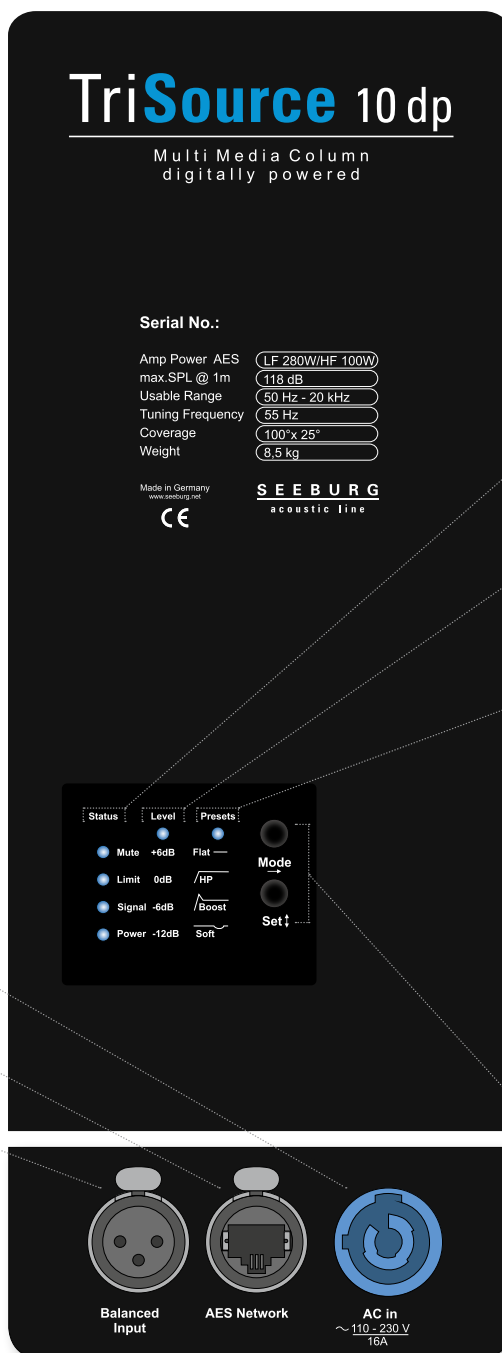 TriSource 10 dp
Multi Media Column
digitally powered
Serial No.:
Amp Power AES LF 280W/HF 100W
max.SPL @ 1m 118 dB
Usable Range 50 Hz - 20 kHz
Tuning Frequency 55 Hz
Coverage 100°x 25°
Weight 8,5 kg
Made in Germany
www.seeburg.net
CE
SEEBURG
acoustic line
Status Level Presets
Mute +6dB Flat
Limit 0dB HP
Signal -6dB Boost
Power -12dB Soft
Mode
→
Set ↕
Balanced
Input
AES Network
AC in
~ 110 - 230 V
16A